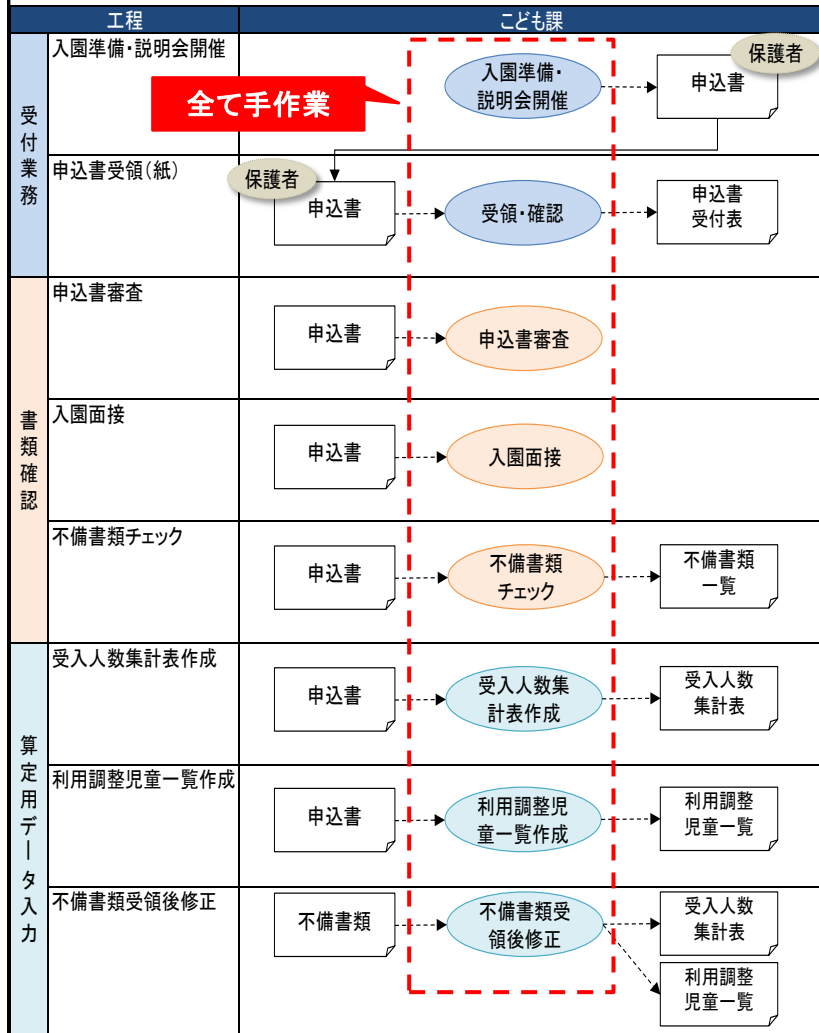 工程
こども課
受付業務
入園準備・説明会開催
全て手作業
入園準備・
説明会開催
申込書
保護者
申込書受領(紙)
保護者
申込書
受領・確認
申込書
受付表
書類確認
申込書審査
申込書
申込書審査
入園面接
申込書
入園面接
不備書類チェック
申込書
不備書類
チェック
不備書類
一覧
算定用データ入力
受入人数集計表作成
申込書
受入人数集
計表作成
受入人数
集計表
利用調整児童一覧作成
申込書
利用調整児
童一覧作成
利用調整
児童一覧
不備書類受領後修正
不備書類
不備書類受
領後修正
受入人数
集計表
利用調整
児童一覧